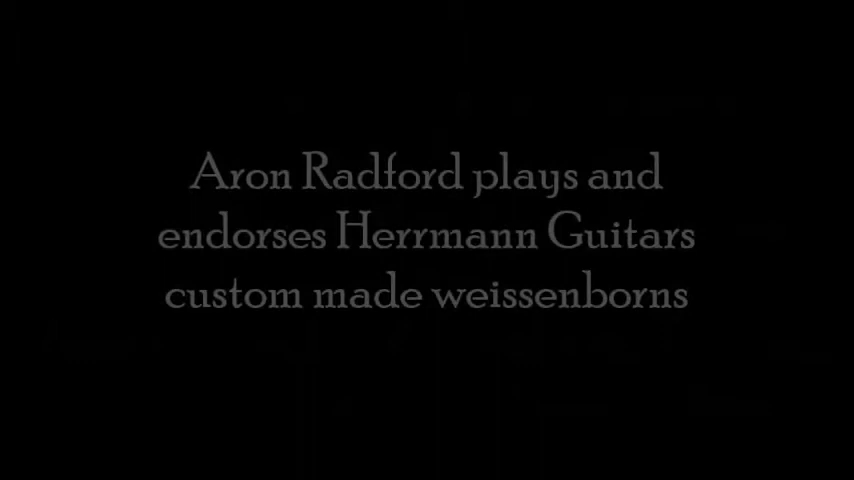 Aron Radford plays and
endorses Herrmann Guitars
custom made weissenborns